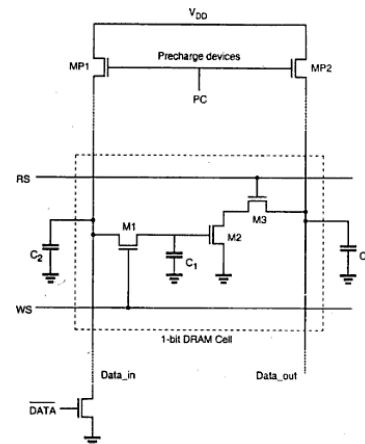 V_DD
MP1
Precharge devices
MP2
PC
RS
M1
M2
M3
C_2
C_1
C
WS
1-bit DRAM Cell
Data_in
Data_out
DATA